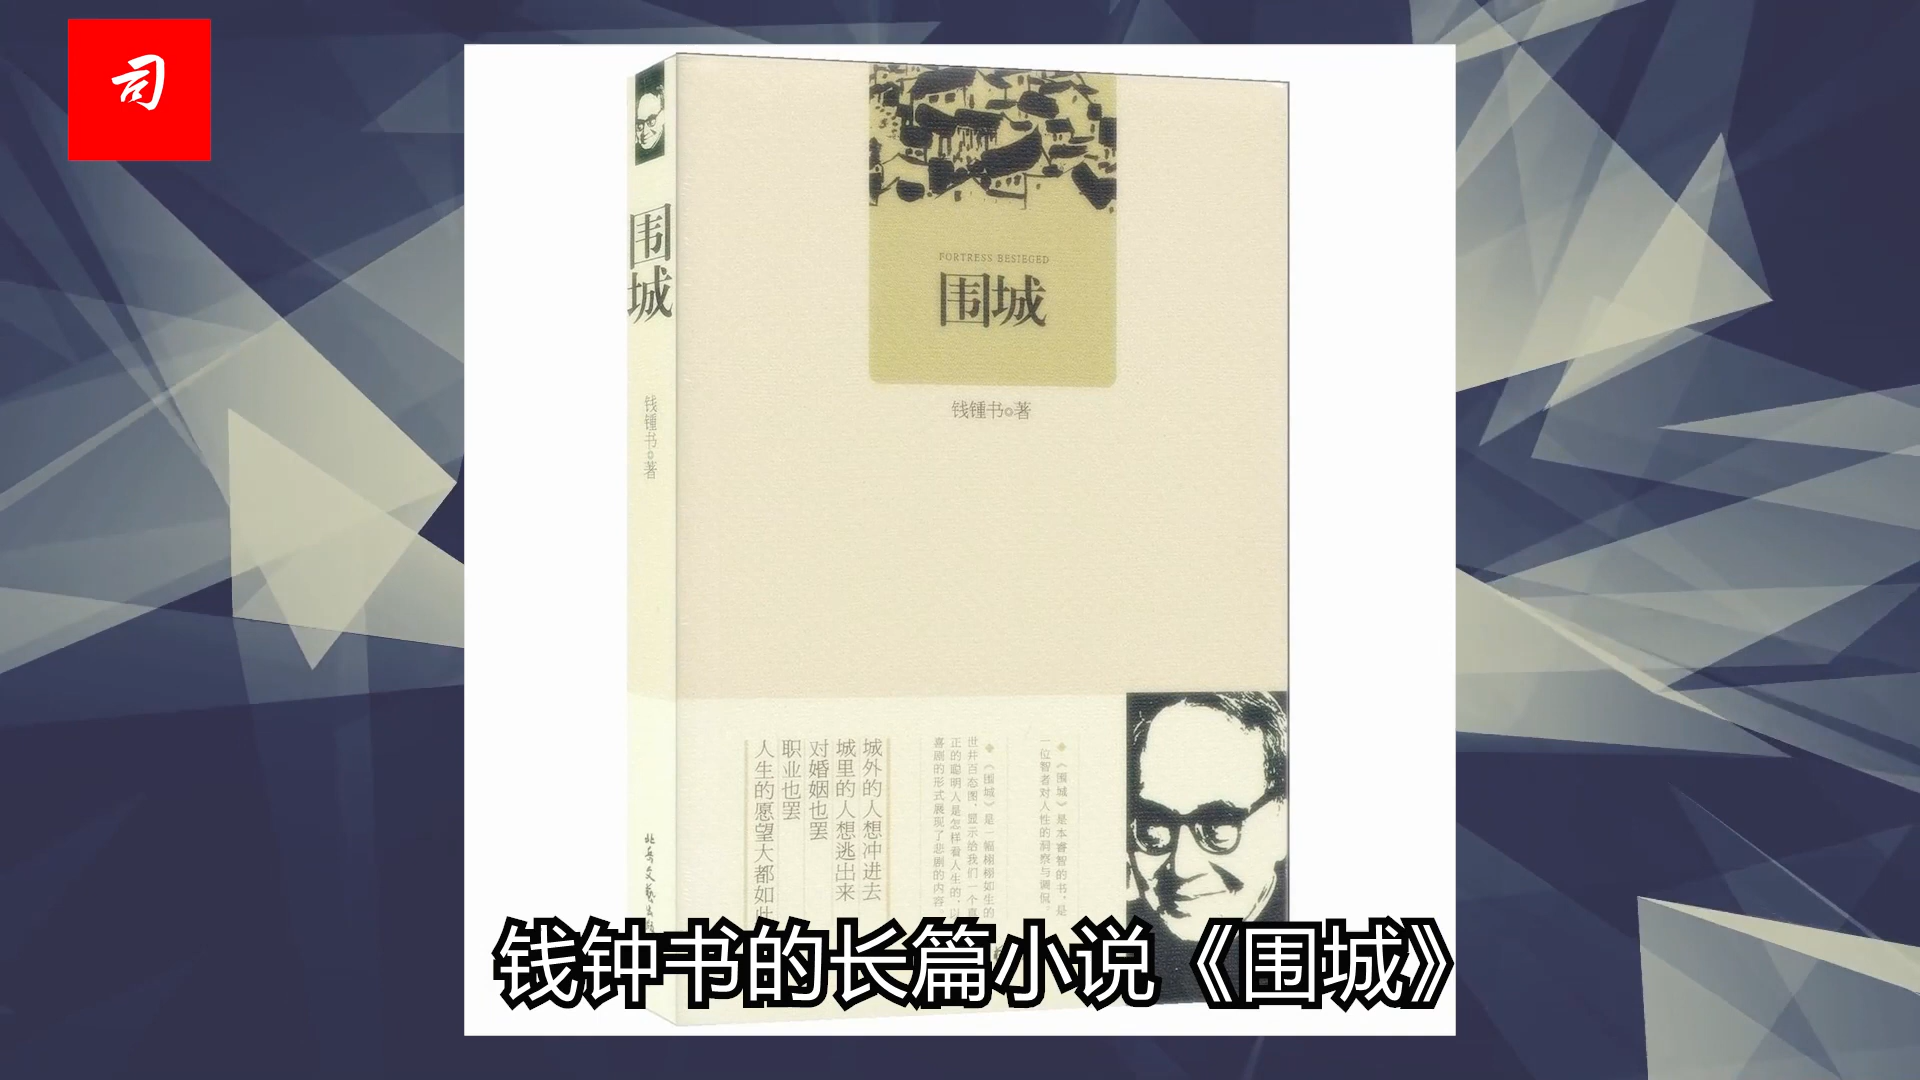 司
围城
钱锺书◎著
FORTRESS BESIEGED
围城
钱锺书◎著
城外的人想冲进去
城里的人想逃出来
对婚姻也罢
职业也罢
人生的愿望大都如此
◆《围城》是本睿智的书，是
一位智者对人性的洞察与调侃。
◆《围城》是一幅栩栩如生的
世井百态图，显示给我们一个真
正的聪明人是怎样看人生的，以
喜剧的形式展现了悲剧的内容
钱钟书的长篇小说《围城》